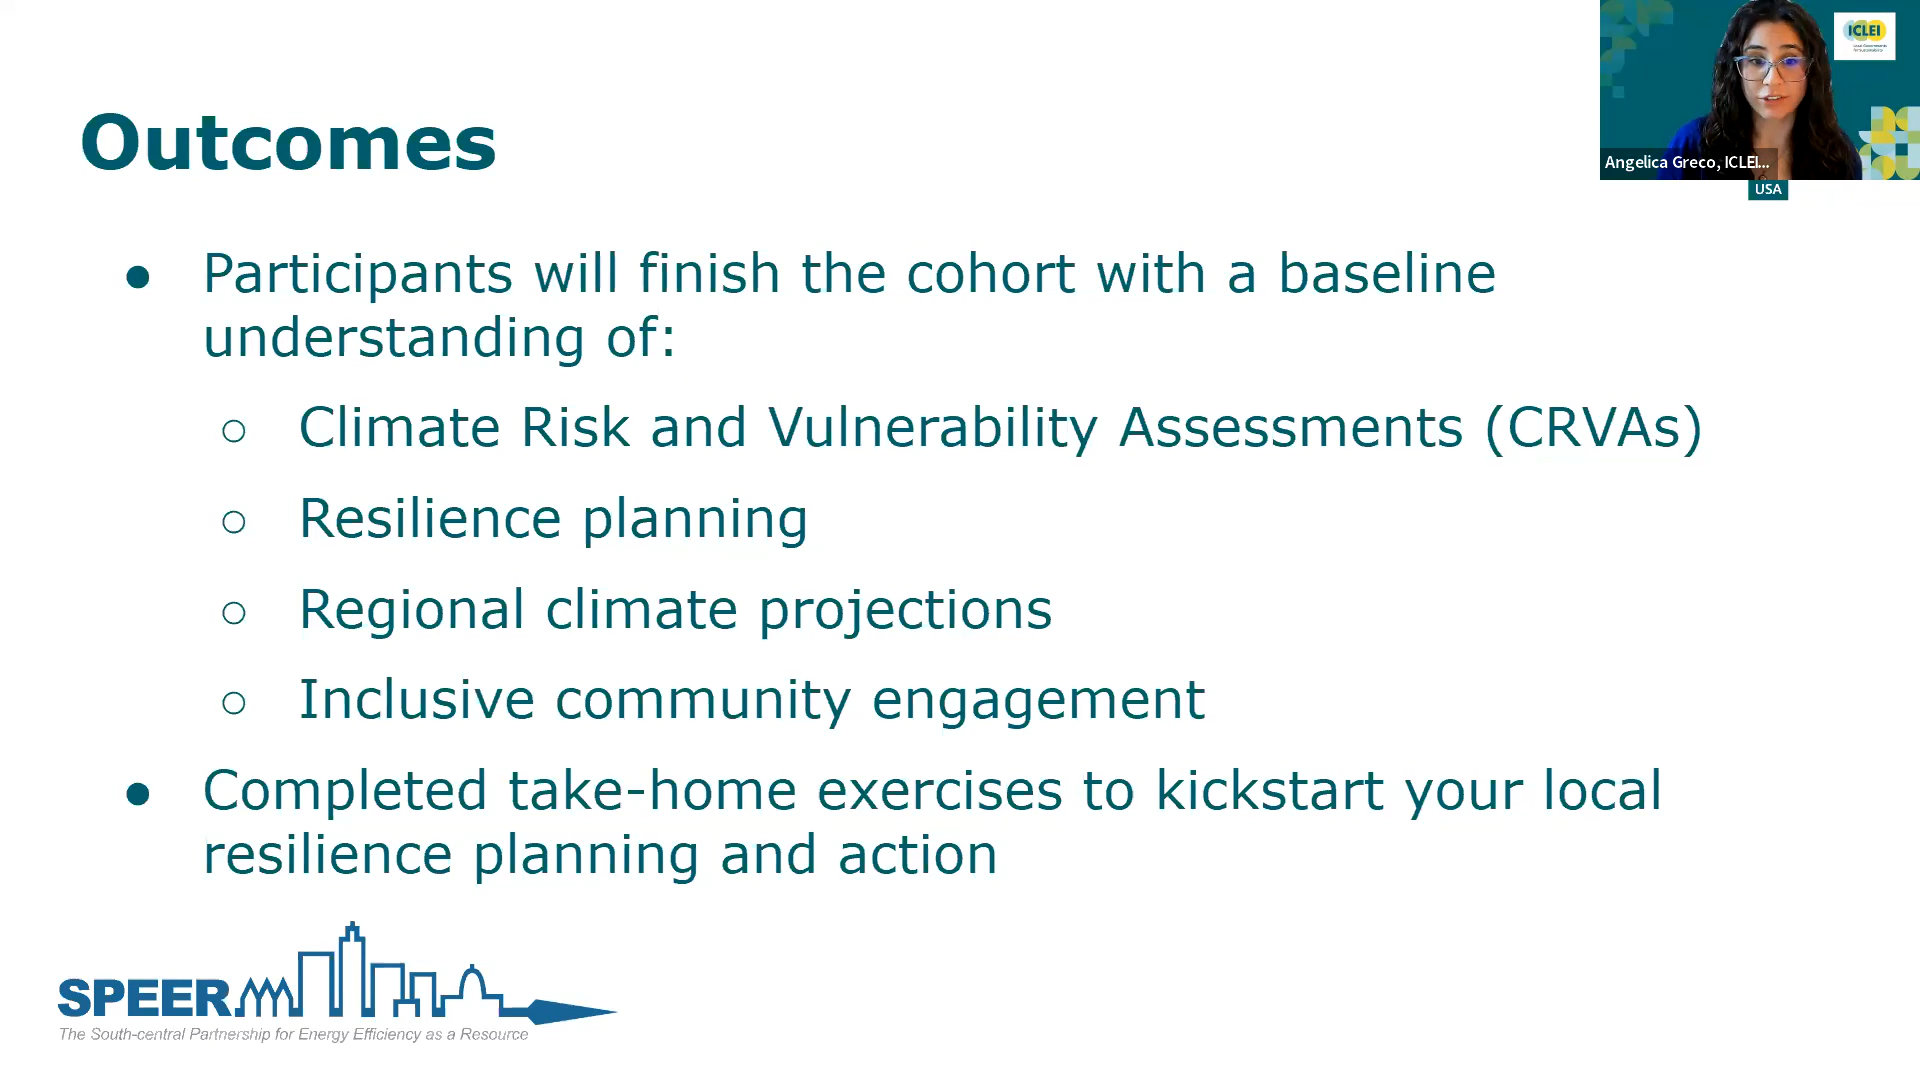 Outcomes
● Participants will finish the cohort with a baseline
understanding of:
○ Climate Risk and Vulnerability Assessments (CRVAs)
○ Resilience planning
○ Regional climate projections
○ Inclusive community engagement
● Completed take-home exercises to kickstart your local
resilience planning and action
SPEER
The South-central Partnership for Energy Efficiency as a Resource
ICLEI
Angelica Greco, ICLEI...
USA